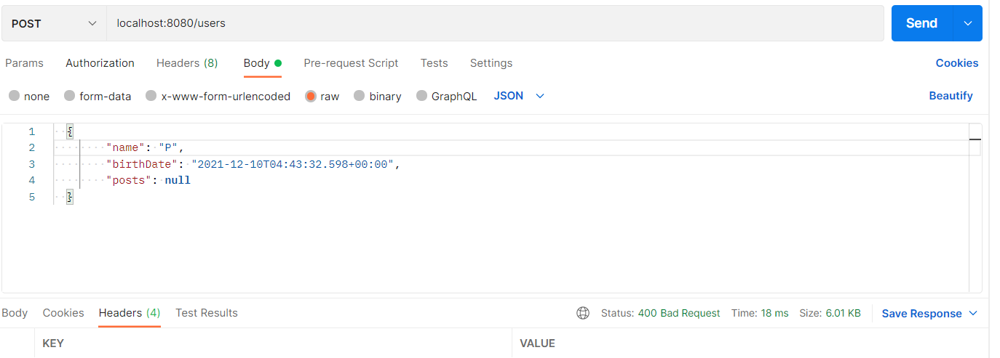 POST localhost:8080/users Send
Params Authorization Headers (8) Body Pre-request Script Tests Settings Cookies
none form-data x-www-form-urlencoded raw binary GraphQL JSON Beautify
1 {
2 "name": "P",
3 "birthDate": "2021-12-10T04:43:32.598+00:00",
4 "posts": null
5 }
Body Cookies Headers (4) Test Results Status: 400 Bad Request Time: 18 ms Size: 6.01 KB Save Response
KEY VALUE